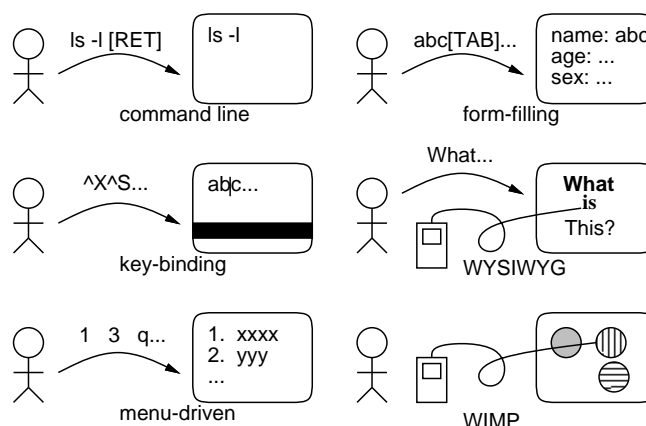 ls -l [RET]
ls -l
command line
abc[TAB]...
name: abc
age: ...
sex: ...
form-filling
^X^S...
abc...
key-binding
What...
What
is
This?
WYSIWYG
1 3 q...
1. xxxx
2. yyy
...
menu-driven
WIMP